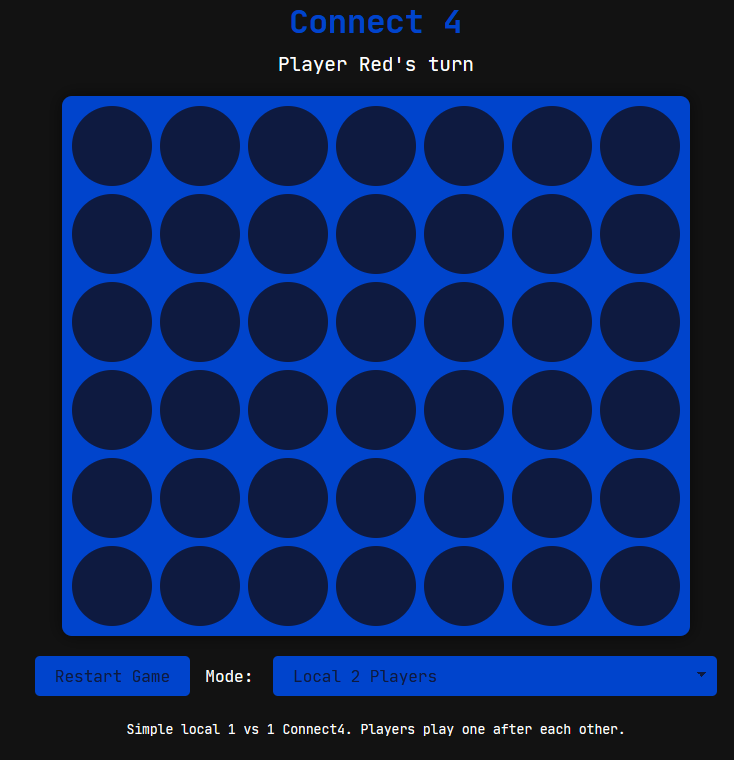 Connect 4
Player Red's turn
Restart Game Mode: Local 2 Players
Simple local 1 vs 1 Connect4. Players play one after each other.